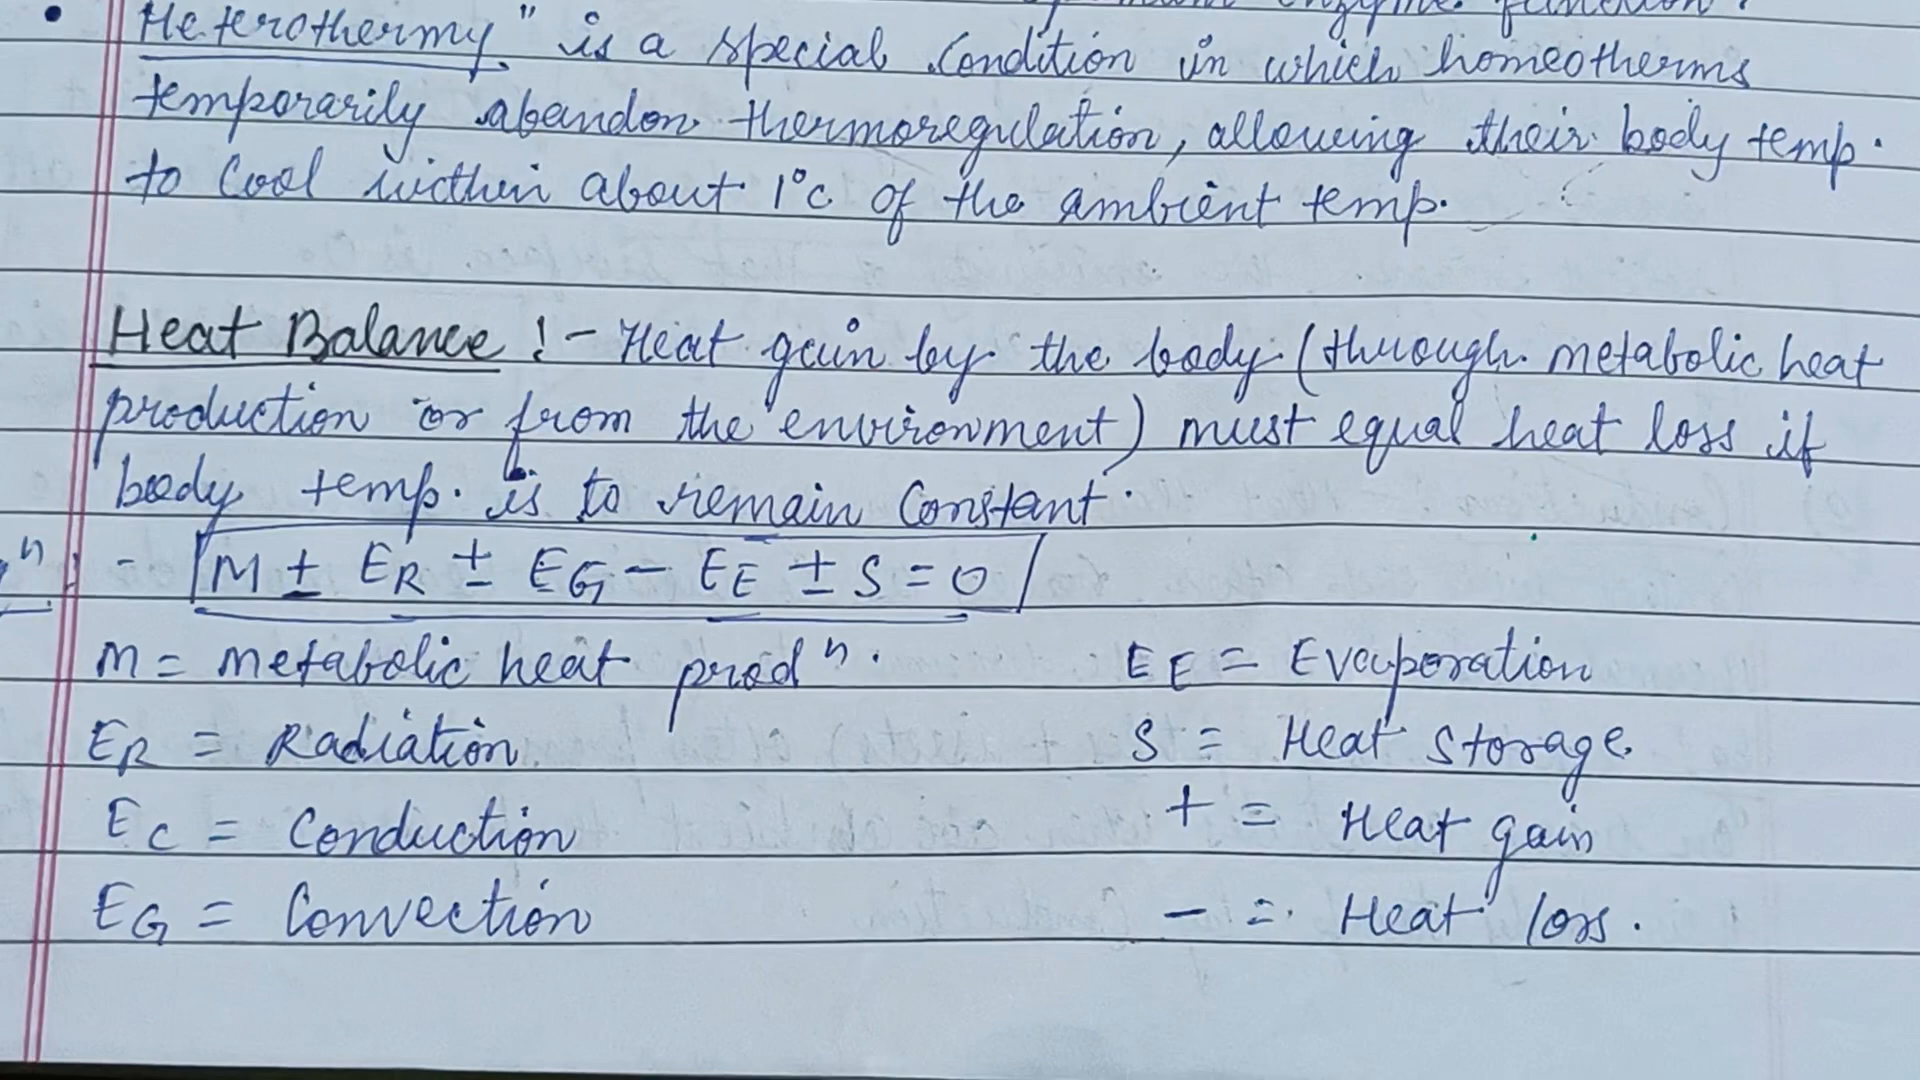 enzyme function.
• Heterothermy" is a special condition in which homeotherms
temporarily abandon thermoregulation, allowing their body temp.
to cool within about 1°c of the ambient temp.
Heat Balance :- Heat gain by the body (through metabolic heat
production or from the environment) must equal heat loss if
body temp. is to remain constant.
n :- M ± ER ± EG - EE ± S = 0
M = metabolic heat prodn. EE = Evaporation
ER = Radiation S = Heat storage.
EC = Conduction + = Heat gain
EG = Convection - = Heat loss.